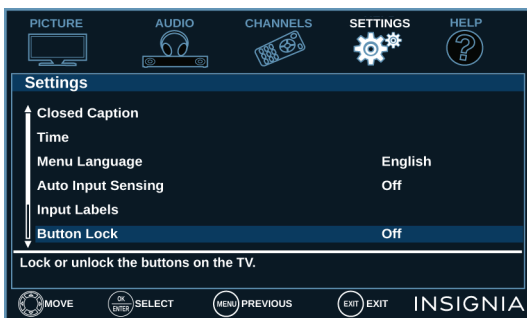 PICTURE AUDIO CHANNELS SETTINGS HELP
Settings
Closed Caption
Time
Menu Language English
Auto Input Sensing Off
Input Labels
Button Lock Off
Lock or unlock the buttons on the TV.
MOVE OK ENTER SELECT MENU PREVIOUS EXIT EXIT INSIGNIA